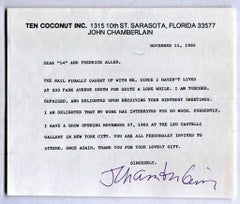 TEN COCONUT INC. 1315 10th ST. SARASOTA, FLORIDA 33577
JOHN CHAMBERLAIN
NOVEMBER 11, 1982
DEAR "14" AND FREDRICK ALLEN,
THE MAIL FINALLY CAUGHT UP WITH ME, SINCE I HAVEN'T LIVED
AT 333 PARK AVENUE SOUTH FOR QUITE A LONG WHILE. I AM TOUCHED,
SUPRISED, AND DELIGHTED UPON RECEIVING YOUR BIRTHDAY GREETINGS.
I AM DELIGHTED THAT MY WORK HAS INTERESTED YOU SO MUCH. CURRENTLY
I HAVE A SHOW OPENING NOVEMBER 27, 1982 AT THE LEO CASTELLI
GALLERY IN NEW YORK CITY. YOU ARE ALL PERSONALLY INVITED TO
ATTEND. ONCE AGAIN, THANK YOU FOR YOUR LOVELY GIFT.
SINCERELY,
JChamberlain